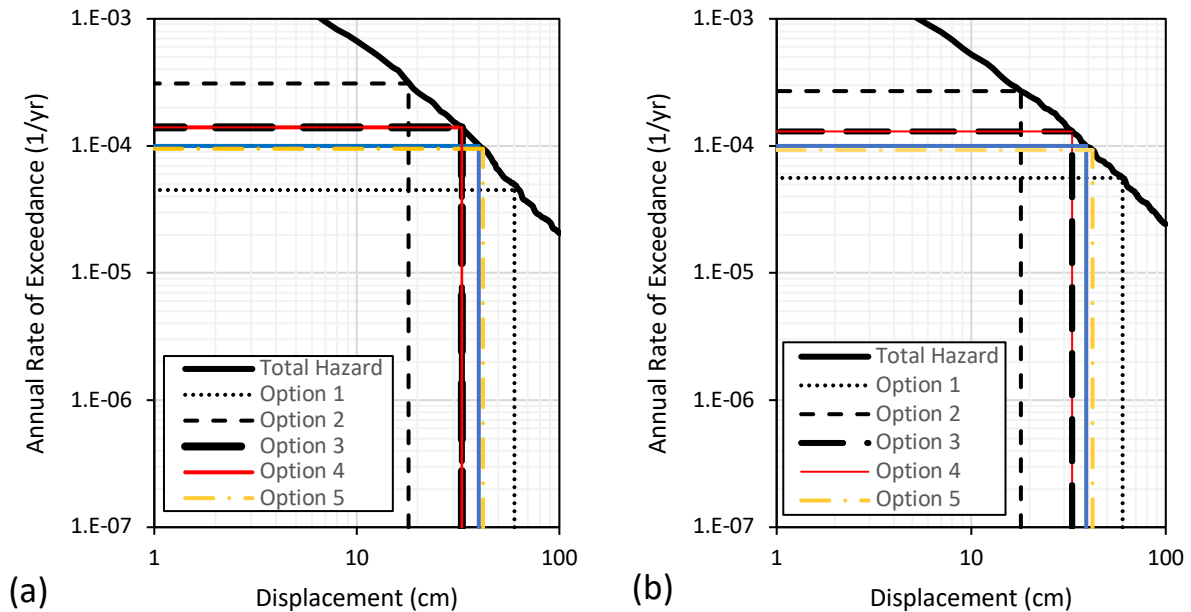 1.E-03
1.E-04
1.E-05
1.E-06
1.E-07
Annual Rate of Exceedance (1/yr)
Total Hazard
Option 1
Option 2
Option 3
Option 4
Option 5
1
10
100
Displacement (cm)
(a)
1.E-03
1.E-04
1.E-05
1.E-06
1.E-07
Annual Rate of Exceedance (1/yr)
Total Hazard
Option 1
Option 2
Option 3
Option 4
Option 5
1
10
100
Displacement (cm)
(b)